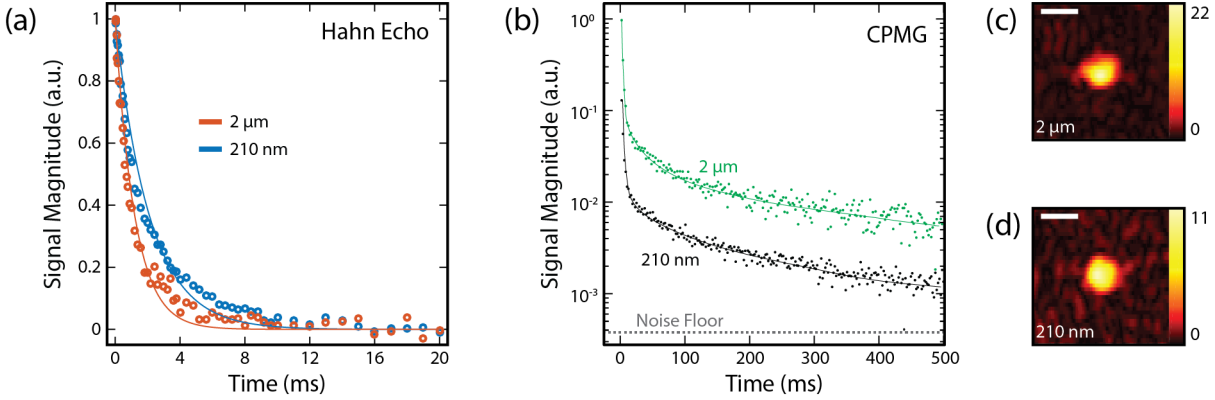 (a)
Hahn Echo
Signal Magnitude (a.u.)
1
0.8
0.6
0.4
0.2
0
2 μm
210 nm
0 4 8 12 16 20
Time (ms)
(b)
CPMG
Signal Magnitude (a.u.)
10⁰
10⁻¹
10⁻²
10⁻³
2 μm
210 nm
Noise Floor
0 100 200 300 400 500
Time (ms)
(c)
2 μm
22
0
(d)
210 nm
11
0